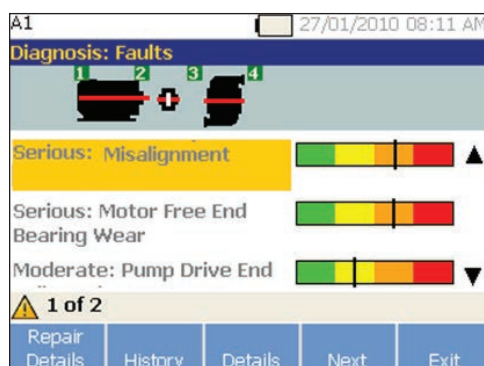 A1 27/01/2010 08:11 AM
Diagnosis: Faults
1 2 3 4
Serious: Misalignment
Serious: Motor Free End
Bearing Wear
Moderate: Pump Drive End
1 of 2
Repair
Details History Details Next Exit